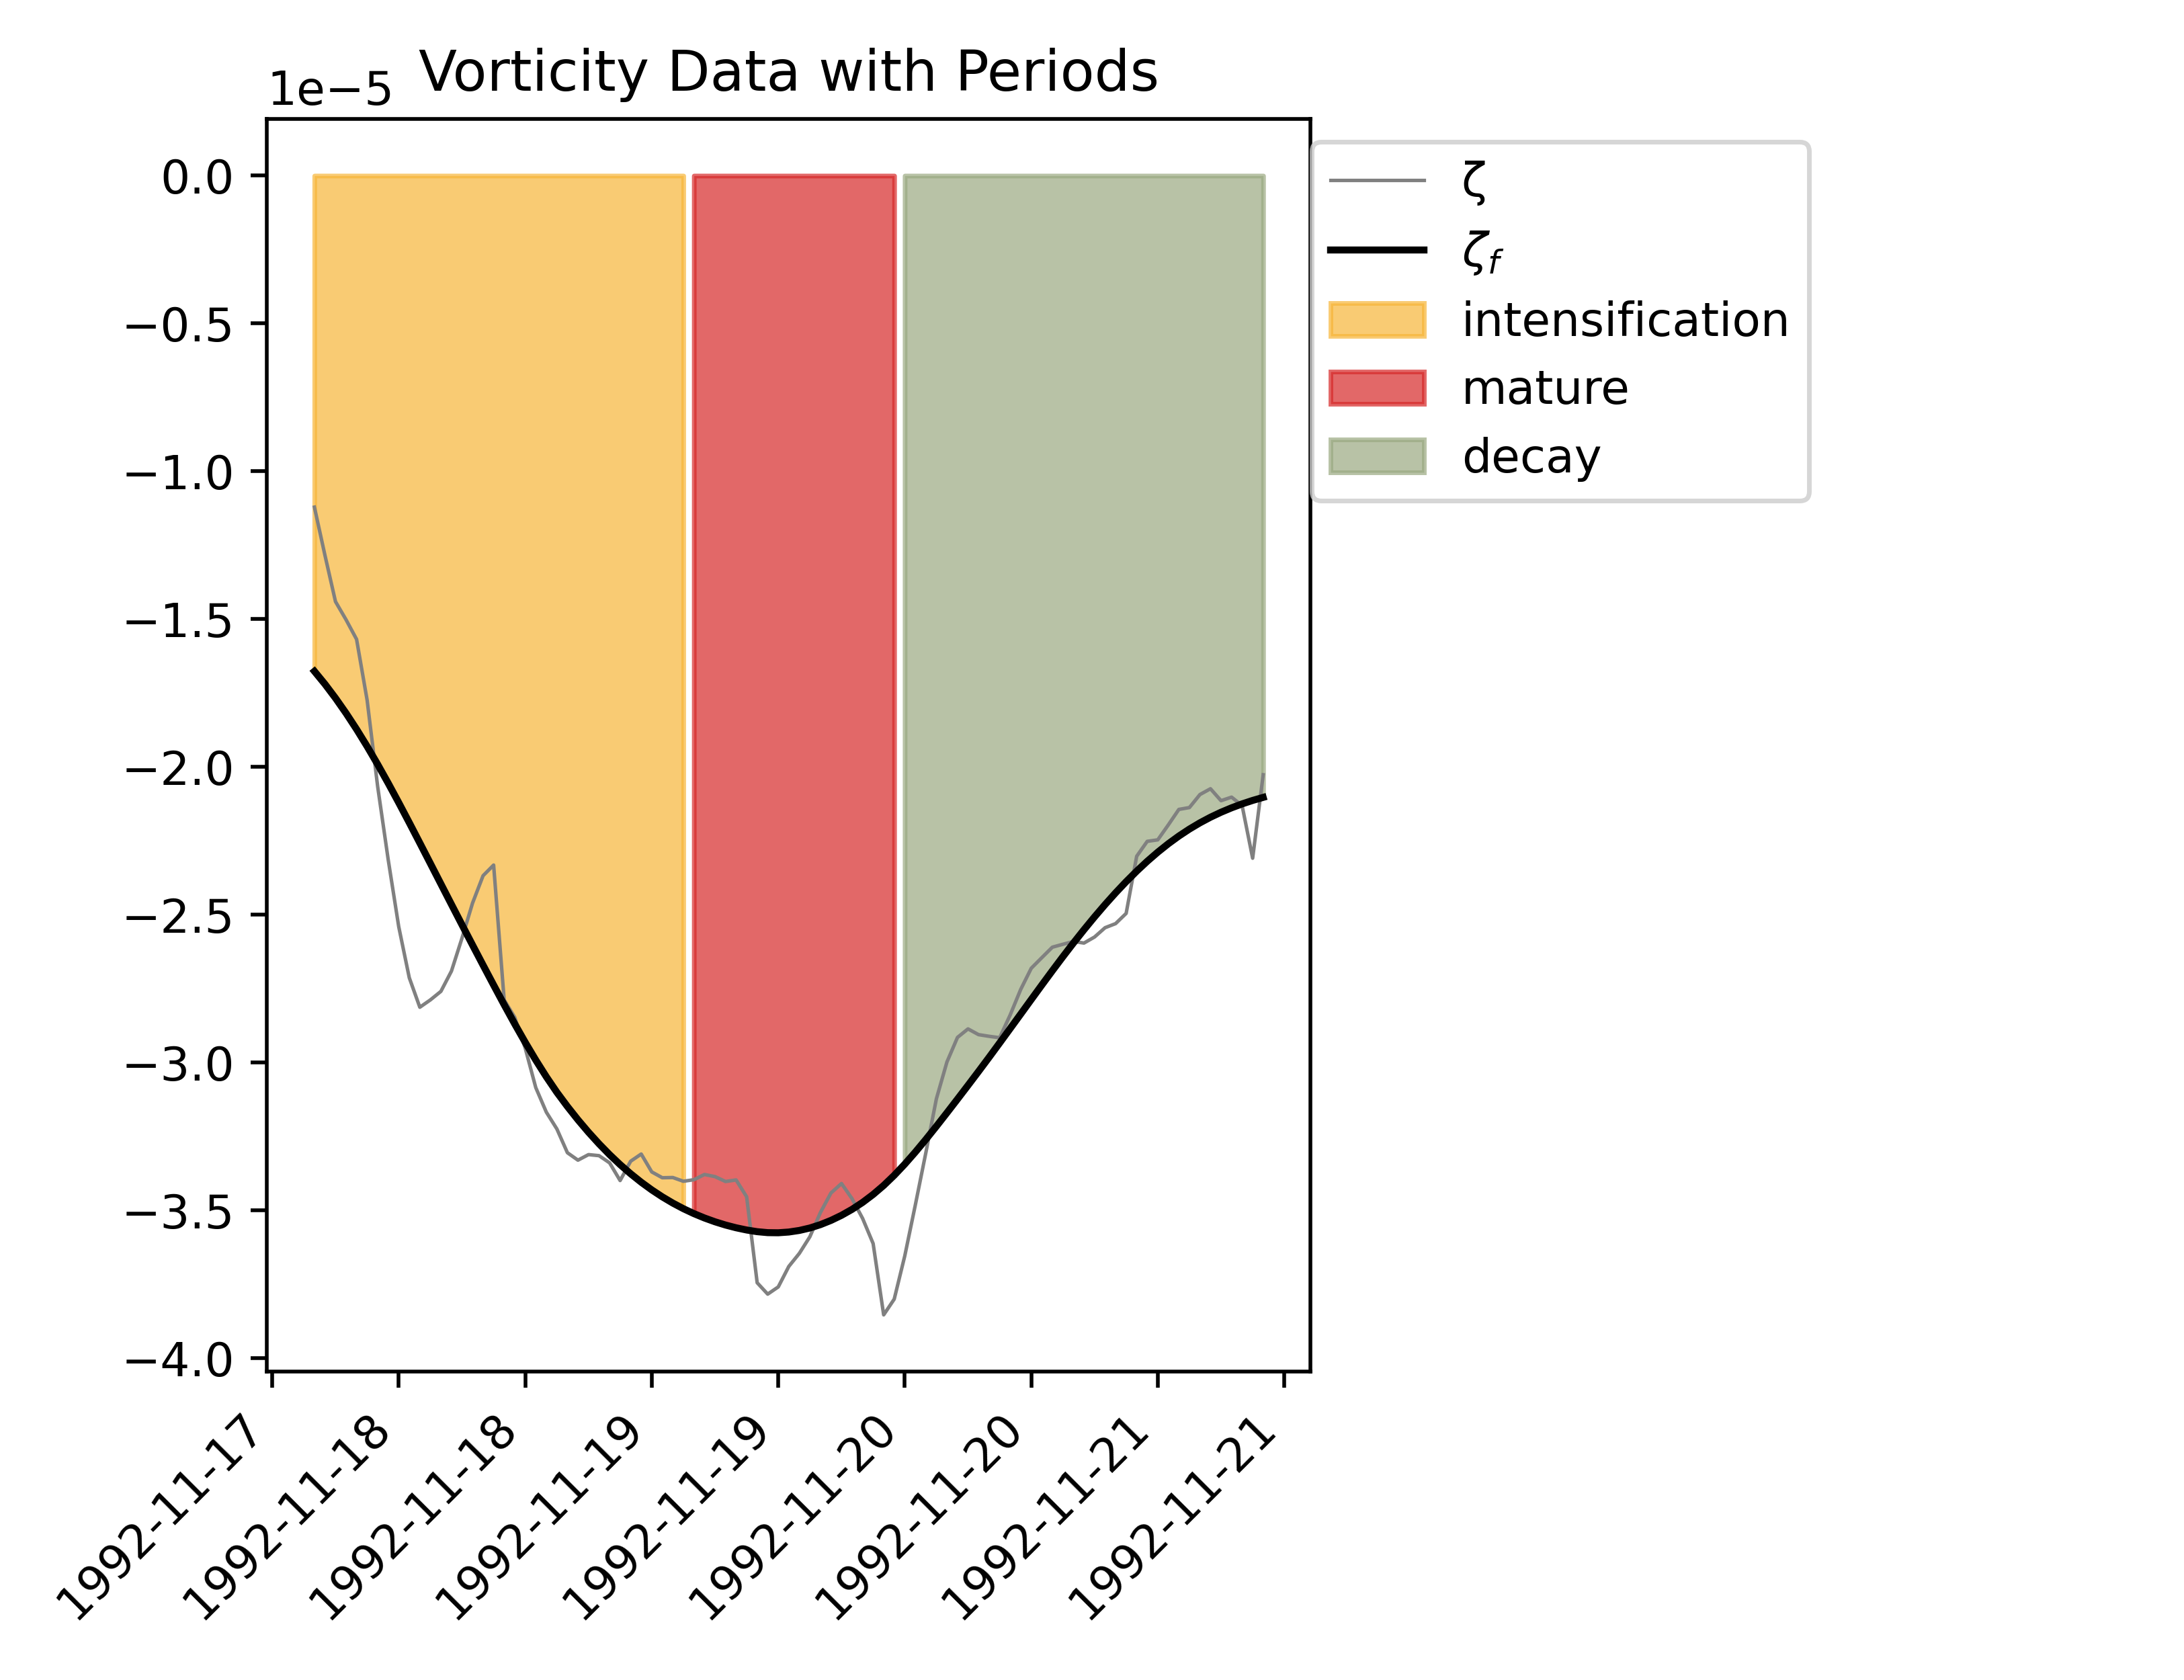 Vorticity Data with Periods
1e−5
0.0
−0.5
−1.0
−1.5
−2.0
−2.5
−3.0
−3.5
−4.0
1992-11-17
1992-11-18
1992-11-18
1992-11-19
1992-11-19
1992-11-20
1992-11-20
1992-11-21
1992-11-21
ζ
ζf
intensification
mature
decay